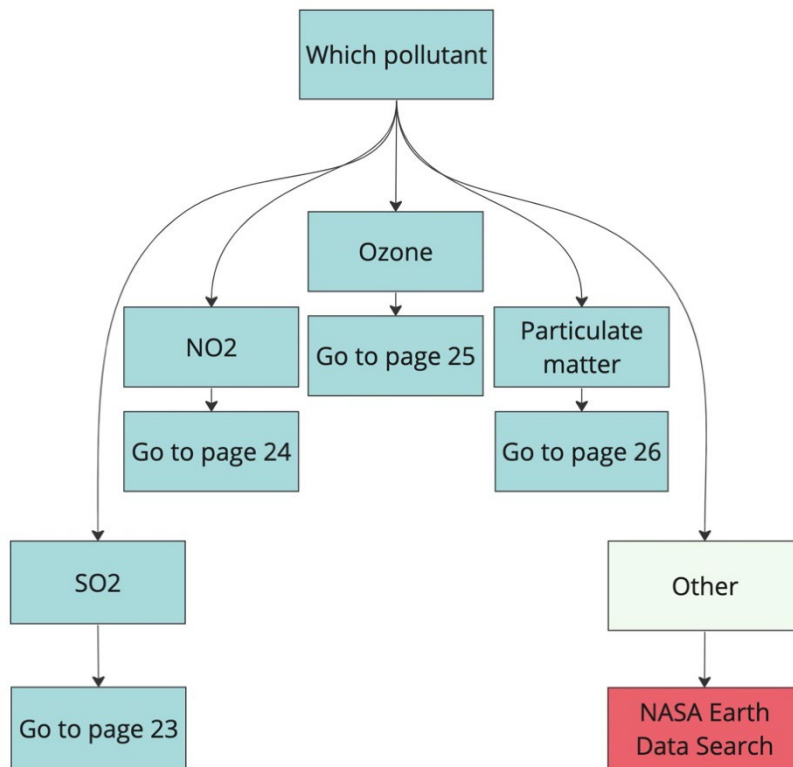 Which pollutant
Ozone
NO2
Particulate
matter
Go to page 25
Go to page 24
Go to page 26
SO2
Other
Go to page 23
NASA Earth
Data Search